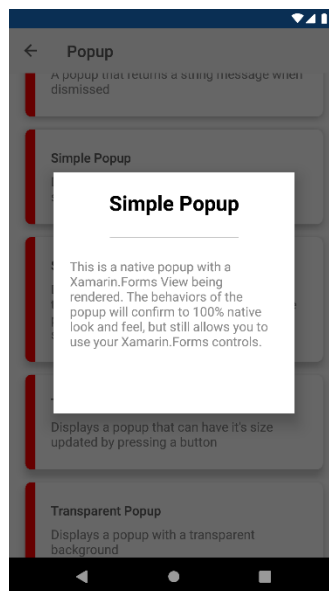 Popup
A popup that returns a string message when
dismissed
Simple Popup
Simple Popup
This is a native popup with a
Xamarin.Forms View being
rendered. The behaviors of the
popup will confirm to 100% native
look and feel, but still allows you to
use your Xamarin.Forms controls.
Displays a popup that can have it's size
updated by pressing a button
Transparent Popup
Displays a popup with a transparent
background